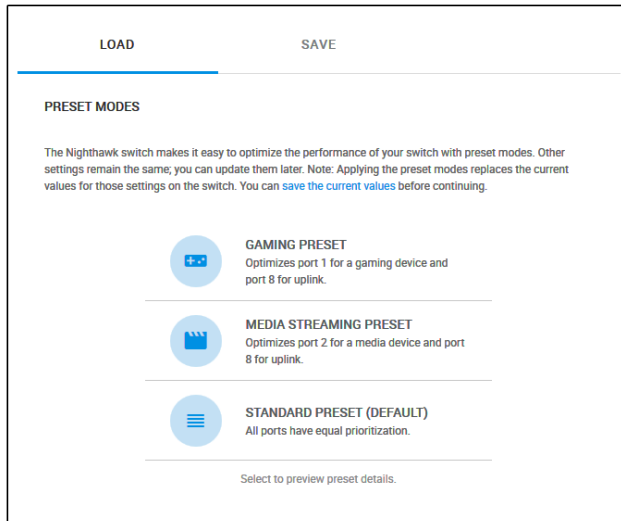 LOAD SAVE
PRESET MODES
The Nighthawk switch makes it easy to optimize the performance of your switch with preset modes. Other
settings remain the same; you can update them later. Note: Applying the preset modes replaces the current
values for those settings on the switch. You can save the current values before continuing.
GAMING PRESET
Optimizes port 1 for a gaming device and
port 8 for uplink.
MEDIA STREAMING PRESET
Optimizes port 2 for a media device and port
8 for uplink.
STANDARD PRESET (DEFAULT)
All ports have equal prioritization.
Select to preview preset details.